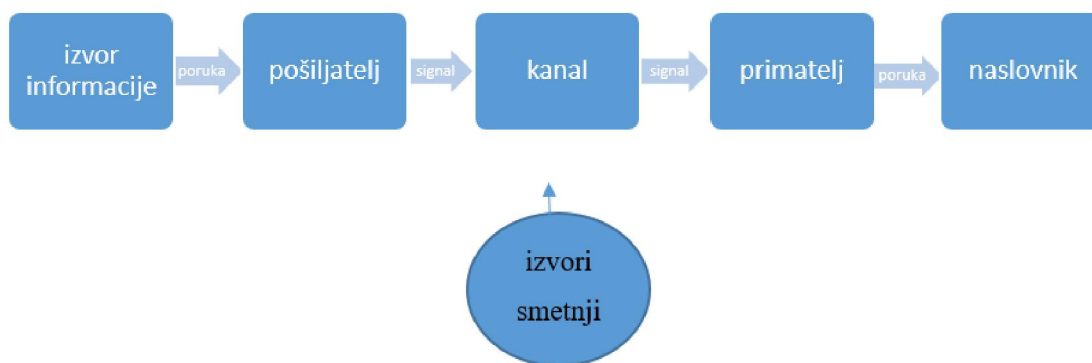 izvor
informacije
poruka
pošiljatelj
signal
kanal
signal
primatelj
poruka
naslovnik
izvori
smetnji